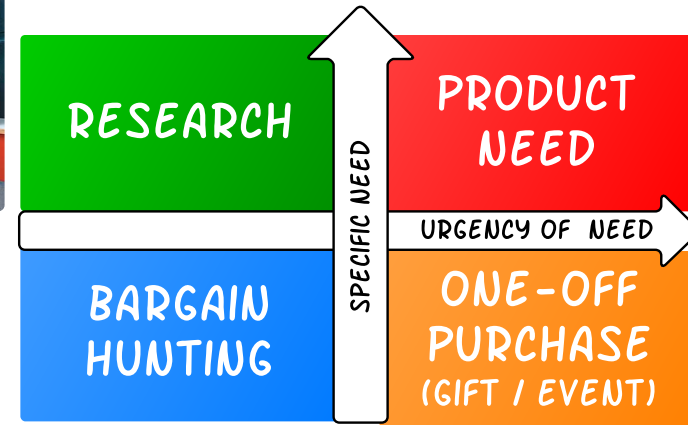 RESEARCH
PRODUCT
NEED
SPECIFIC NEED
URGENCY OF NEED
BARGAIN
HUNTING
ONE-OFF
PURCHASE
(GIFT / EVENT)